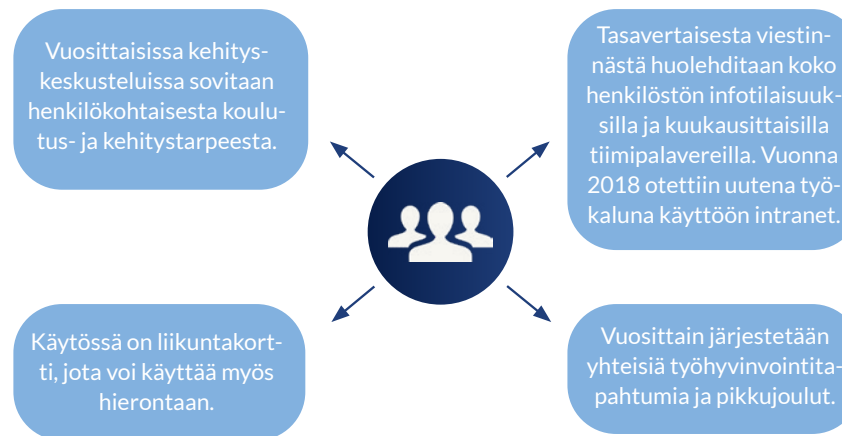 Vuosittaisissa kehitys-
keskusteluissa sovitaan
henkilökohtaisesta koulu-
tus- ja kehitystarpeesta.
Tasavertaisesta viestin-
nästä huolehditaan koko
henkilöstön infotilaisuuk-
silla ja kuukausittaisilla
tiimipalavereilla. Vuonna
2018 otettiin uutena työ-
kaluna käyttöön intranet.
Käytössä on liikuntakort-
ti, jota voi käyttää myös
hierontaan.
Vuosittain järjestetään
yhteisiä työhyvinvointita-
pahtumia ja pikkujoulut.